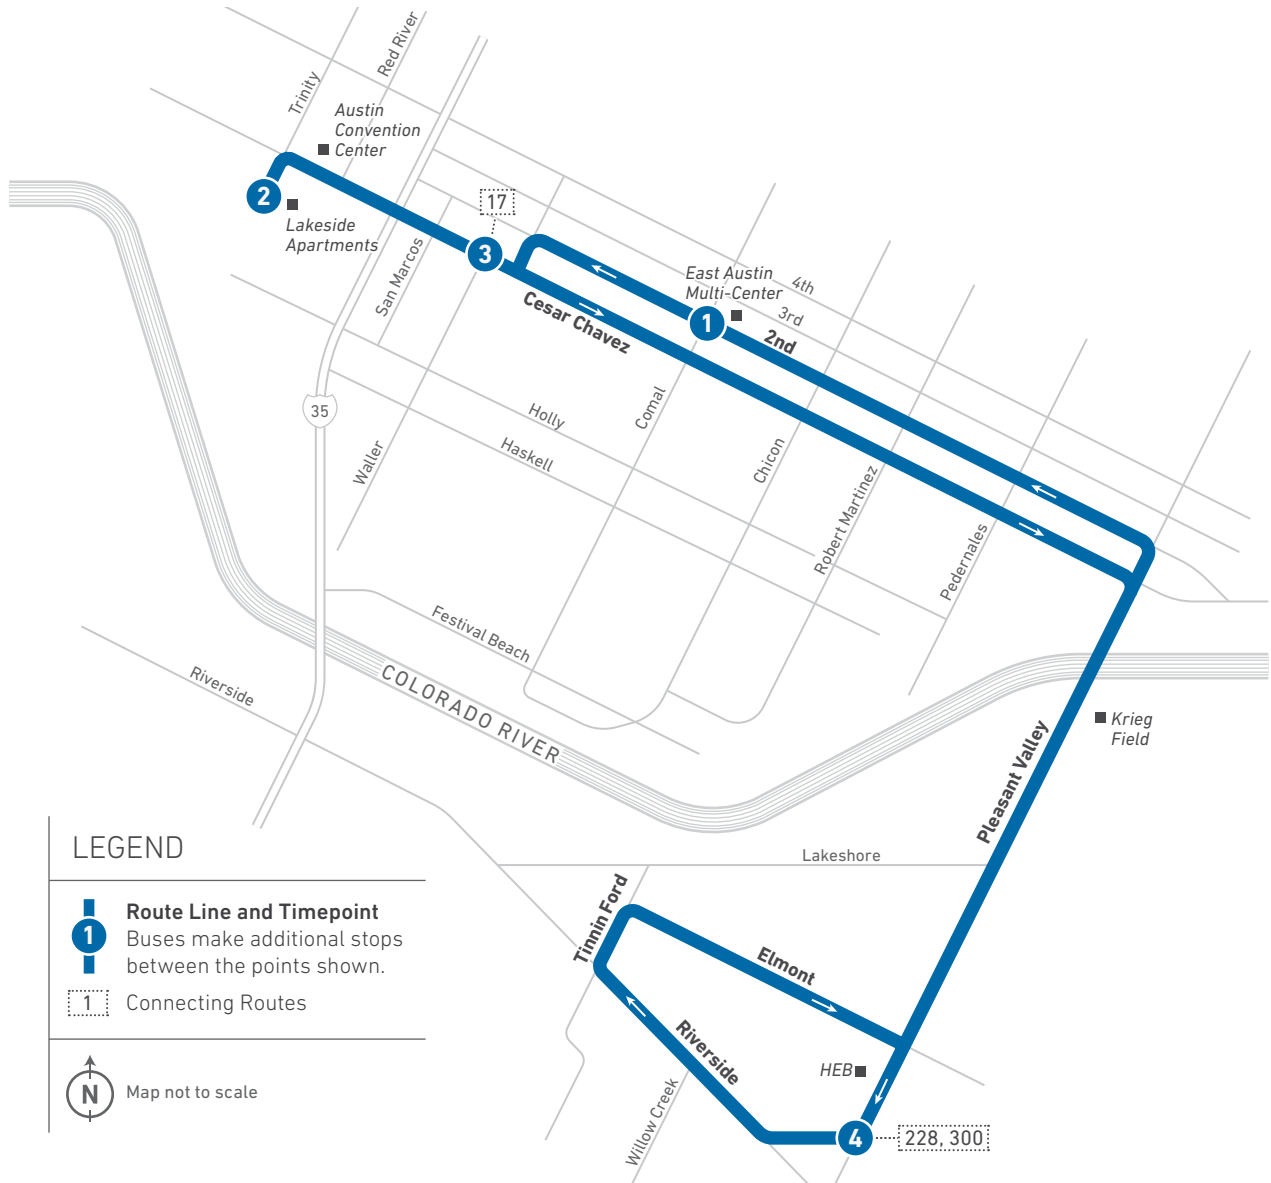 Red River
Trinity
Austin
Convention
Center
2
Lakeside
Apartments
17
3
San Marcos
East Austin
Multi-Center
4th
3rd
2nd
1
Cesar Chavez
35
Holly
Haskell
Waller
Comal
Chicon
Robert Martinez
Pedernales
Festival Beach
Riverside
COLORADO RIVER
Krieg
Field
Pleasant Valley
Lakeshore
Tinnin Ford
Elmont
Riverside
HEB
Willow Creek
4
228, 300
LEGEND
1
Route Line and Timepoint
Buses make additional stops
between the points shown.
1
Connecting Routes
N
Map not to scale